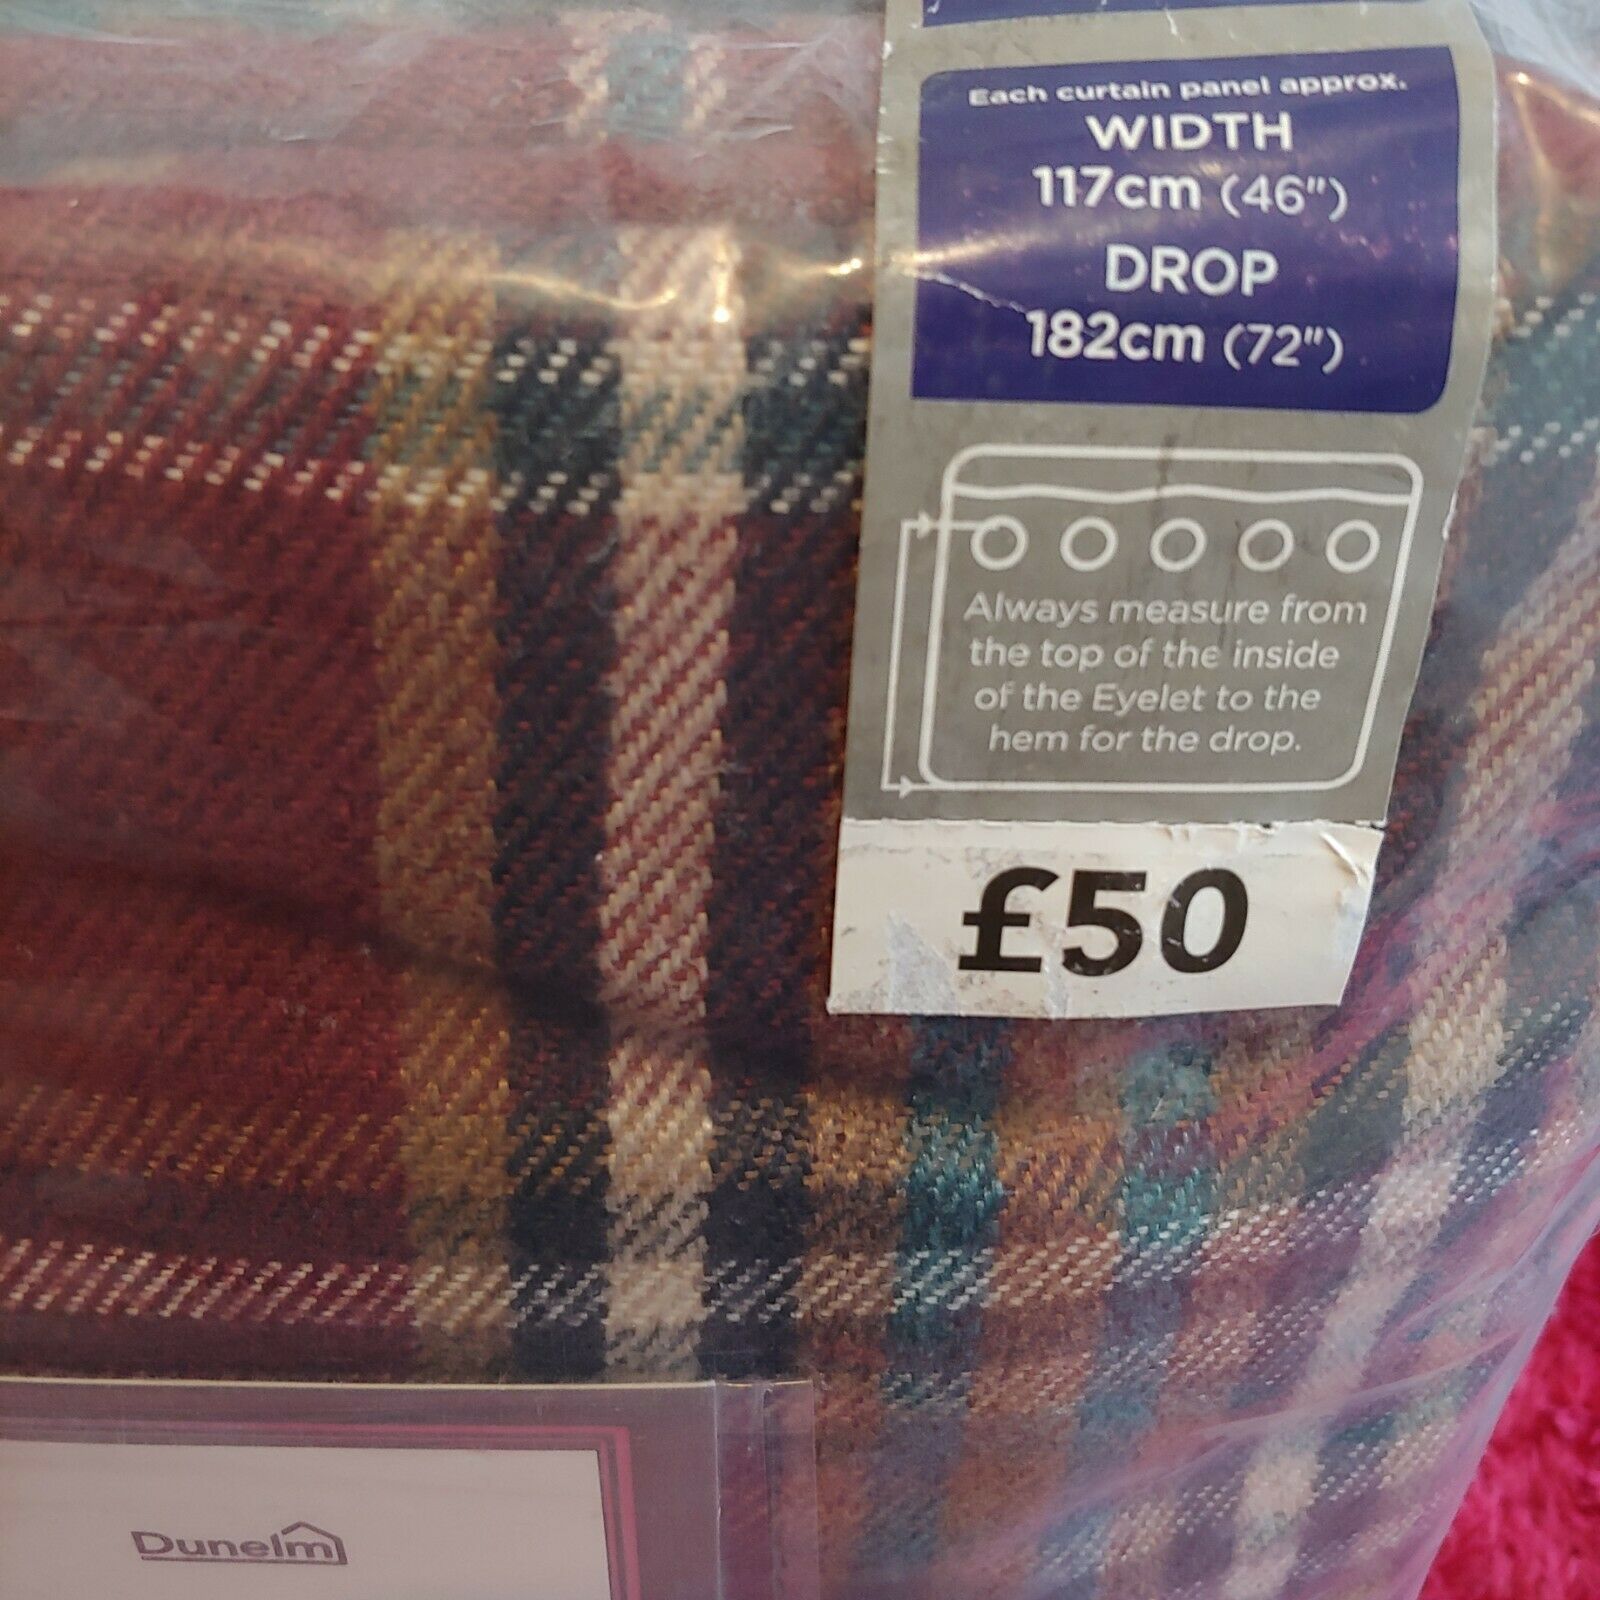 Each curtain panel approx.
WIDTH
117cm (46")
DROP
182cm (72")
Always measure from
the top of the inside
of the Eyelet to the
hem for the drop.
£50
Dunelm